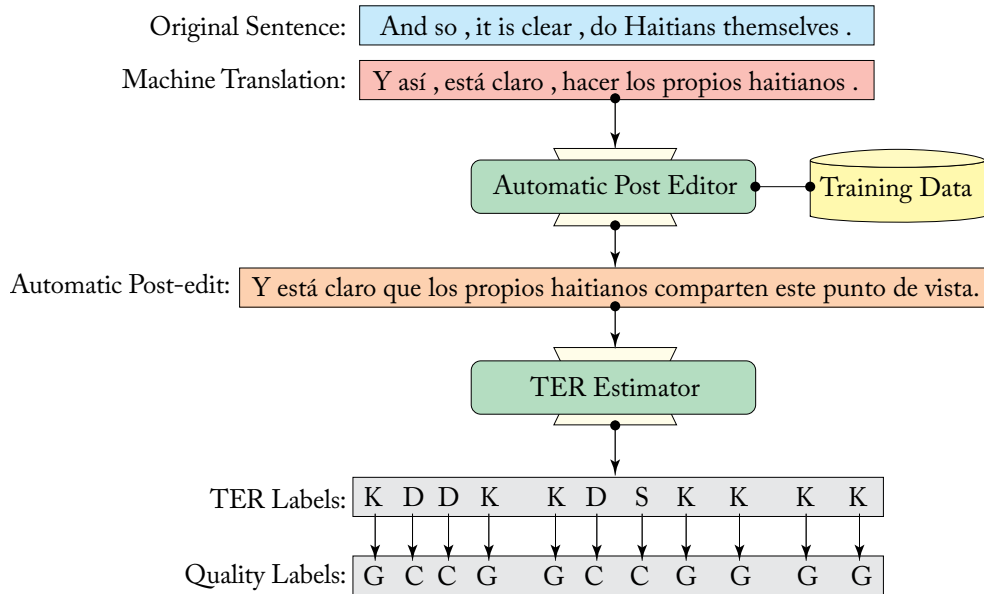 Original Sentence: And so , it is clear , do Haitians themselves .
Machine Translation: Y así , está claro , hacer los propios haitianos .
Automatic Post Editor
Training Data
Automatic Post-edit: Y está claro que los propios haitianos comparten este punto de vista.
TER Estimator
TER Labels: K D D K K D S K K K K
Quality Labels: G C C G G C C G G G G